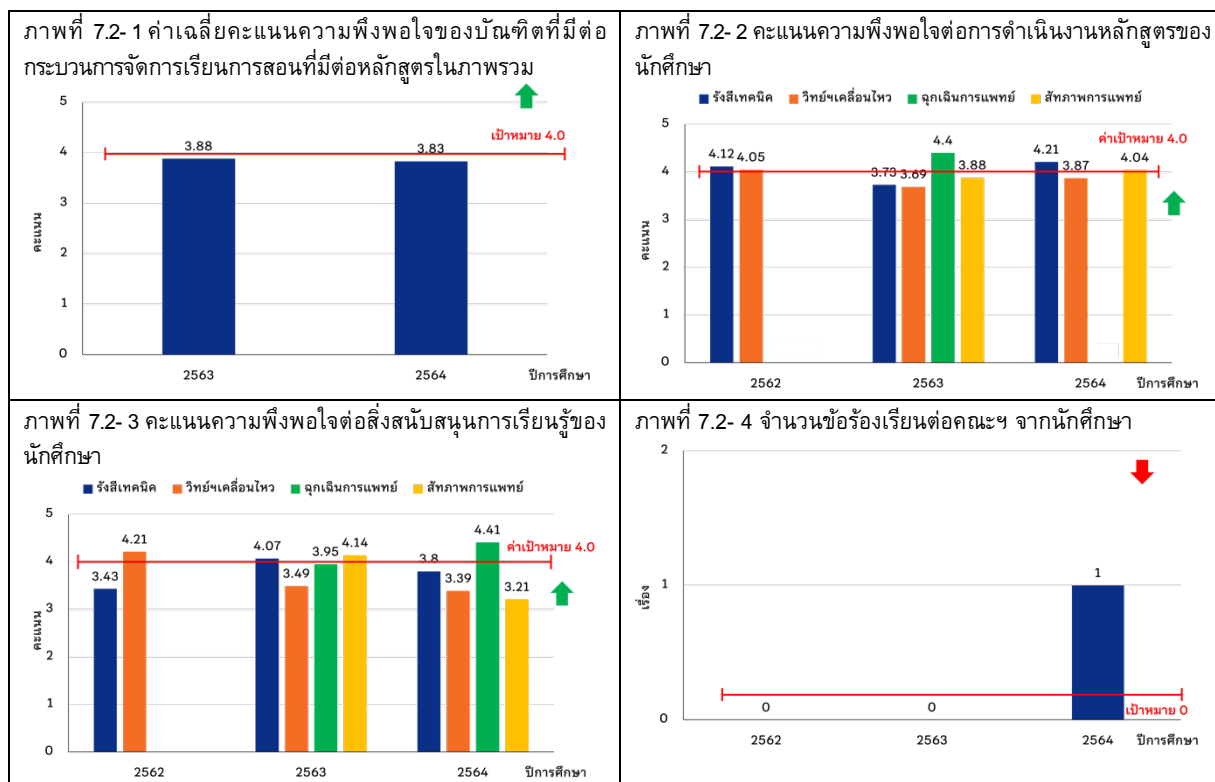 ภาพที่ 7.2- 1 ค่าเฉลี่ยคะแนนความพึงพอใจของบัณฑิตที่มีต่อ
กระบวนการจัดการเรียนการสอนที่มีต่อหลักสูตรในภาพรวม
5
4
3
2
1
0
คะแนน
เป้าหมาย 4.0
3.88
3.83
2563
2564
ปีการศึกษา
ภาพที่ 7.2- 2 คะแนนความพึงพอใจต่อการดำเนินงานหลักสูตรของ
นักศึกษา
รังสีเทคนิค วิทย์ฯเคลื่อนไหว ฉุกเฉินการแพทย์ สัทภาพการแพทย์
5
4
3
2
1
0
คะแนน
ค่าเป้าหมาย 4.0
4.12
4.05
3.73
3.69
4.4
3.88
4.21
3.87
4.04
2562
2563
2564
ปีการศึกษา
ภาพที่ 7.2- 3 คะแนนความพึงพอใจต่อสิ่งสนับสนุนการเรียนรู้ของ
นักศึกษา
รังสีเทคนิค วิทย์ฯเคลื่อนไหว ฉุกเฉินการแพทย์ สัทภาพการแพทย์
5
4
3
2
1
0
คะแนน
ค่าเป้าหมาย 4.0
3.43
4.21
4.07
3.49
3.95
4.14
3.8
3.39
4.41
3.21
2562
2563
2564
ปีการศึกษา
ภาพที่ 7.2- 4 จำนวนข้อร้องเรียนต่อคณะฯ จากนักศึกษา
2
1
0
เรื่อง
0
0
1
เป้าหมาย 0
2562
2563
2564
ปีการศึกษา